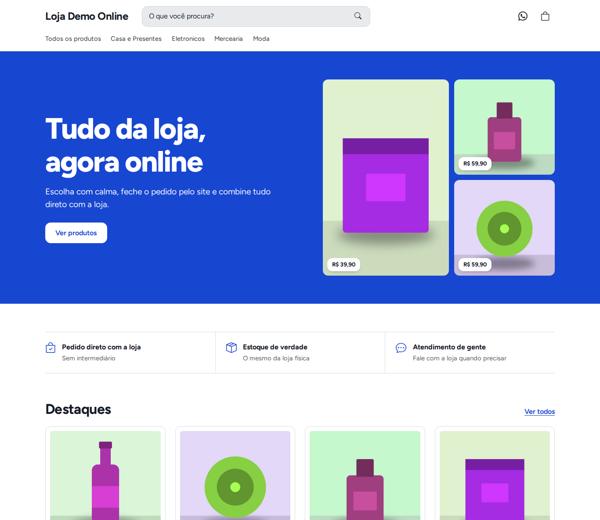 Loja Demo Online
O que você procura?
Todos os produtos
Casa e Presentes
Eletronicos
Mercearia
Moda
Tudo da loja,
agora online
Escolha com calma, feche o pedido pelo site e combine tudo
direto com a loja.
Ver produtos
R$ 39,90
R$ 59,90
R$ 59,90
Pedido direto com a loja
Sem intermediário
Estoque de verdade
O mesmo da loja física
Atendimento de gente
Fale com a loja quando precisar
Destaques
Ver todos